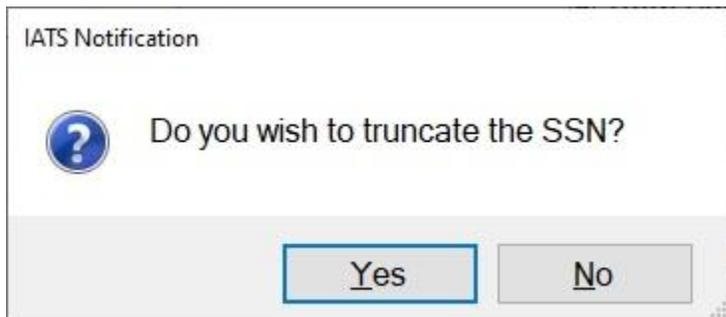 IATS Notification
Do you wish to truncate the SSN?
Yes
No